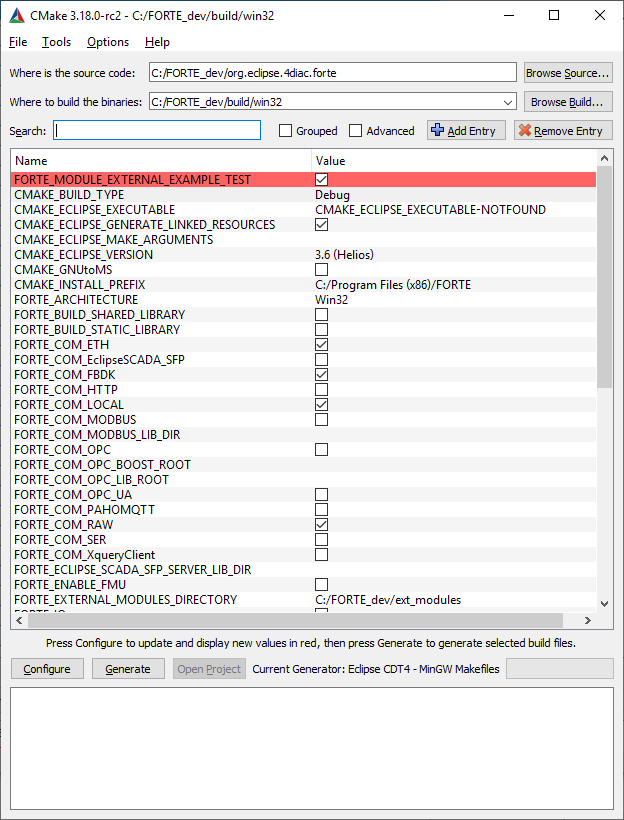 CMake 3.18.0-rc2 - C:/FORTE_dev/build/win32
File Tools Options Help
Where is the source code: C:/FORTE_dev/org.eclipse.4diac.forte Browse Source...
Where to build the binaries: C:/FORTE_dev/build/win32 Browse Build...
Search: Grouped Advanced Add Entry Remove Entry
Name Value
FORTE_MODULE_EXTERNAL_EXAMPLE_TEST
CMAKE_BUILD_TYPE Debug
CMAKE_ECLIPSE_EXECUTABLE CMAKE_ECLIPSE_EXECUTABLE-NOTFOUND
CMAKE_ECLIPSE_GENERATE_LINKED_RESOURCES
CMAKE_ECLIPSE_MAKE_ARGUMENTS
CMAKE_ECLIPSE_VERSION 3.6 (Helios)
CMAKE_GNUtoMS
CMAKE_INSTALL_PREFIX C:/Program Files (x86)/FORTE
FORTE_ARCHITECTURE Win32
FORTE_BUILD_SHARED_LIBRARY
FORTE_BUILD_STATIC_LIBRARY
FORTE_COM_ETH
FORTE_COM_EclipseSCADA_SFP
FORTE_COM_FBDK
FORTE_COM_HTTP
FORTE_COM_LOCAL
FORTE_COM_MODBUS
FORTE_COM_MODBUS_LIB_DIR
FORTE_COM_OPC
FORTE_COM_OPC_BOOST_ROOT
FORTE_COM_OPC_LIB_ROOT
FORTE_COM_OPC_UA
FORTE_COM_PAHOMQTT
FORTE_COM_RAW
FORTE_COM_SER
FORTE_COM_XqueryClient
FORTE_ECLIPSE_SCADA_SFP_SERVER_LIB_DIR
FORTE_ENABLE_FMU
FORTE_EXTERNAL_MODULES_DIRECTORY C:/FORTE_dev/ext_modules
Press Configure to update and display new values in red, then press Generate to generate selected build files.
Configure Generate Open Project Current Generator: Eclipse CDT4 - MinGW Makefiles